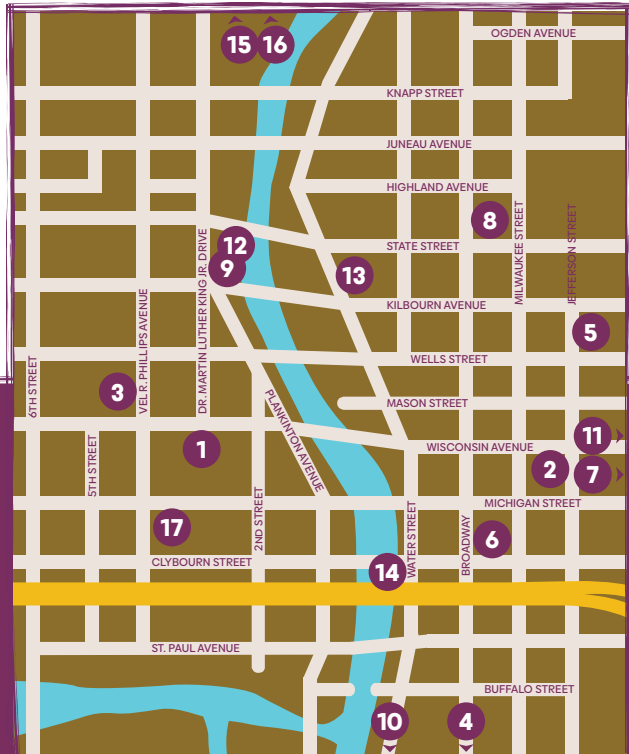 15 16
OGDEN AVENUE
KNAPP STREET
JUNEAU AVENUE
HIGHLAND AVENUE
8
MILWAUKEE STREET
JEFFERSON STREET
12
STATE STREET
9
13
DR. MARTIN LUTHER KING JR. DRIVE
VEL R. PHILLIPS AVENUE
KILBOURN AVENUE
5
WELLS STREET
6TH STREET
3
MASON STREET
PLANKINTON AVENUE
1
WISCONSIN AVENUE
11
5TH STREET
2
7
2ND STREET
MICHIGAN STREET
17
WATER STREET
BROADWAY
6
CLYBOURN STREET
14
ST. PAUL AVENUE
BUFFALO STREET
10
4